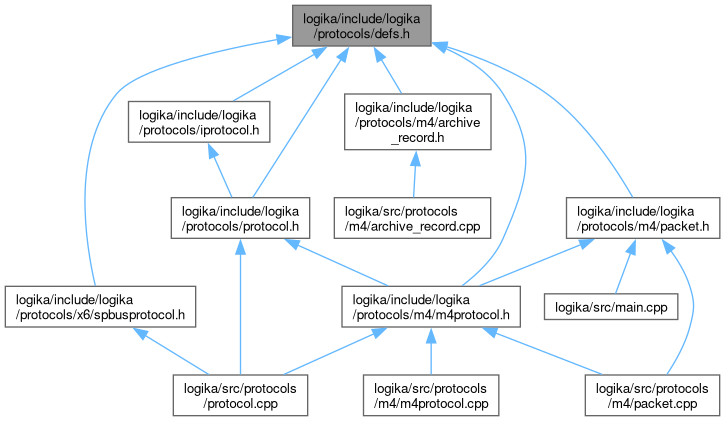 logika/include/logika
/protocols/defs.h
logika/include/logika
/protocols/iprotocol.h
logika/include/logika
/protocols/m4/archive
_record.h
logika/include/logika
/protocols/protocol.h
logika/src/protocols
/m4/archive_record.cpp
logika/include/logika
/protocols/m4/packet.h
logika/include/logika
/protocols/x6/spbusprotocol.h
logika/include/logika
/protocols/m4/m4protocol.h
logika/src/main.cpp
logika/src/protocols
/protocol.cpp
logika/src/protocols
/m4/m4protocol.cpp
logika/src/protocols
/m4/packet.cpp